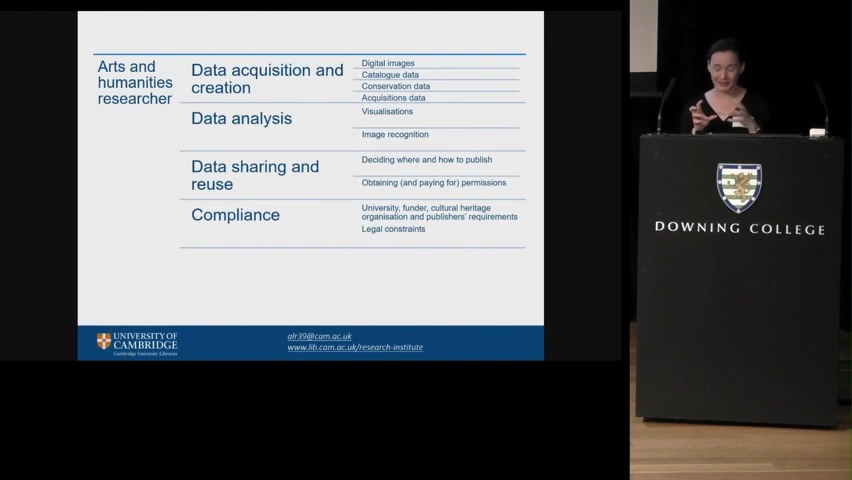 Arts and
humanities
researcher
Data acquisition and
creation
Digital images
Catalogue data
Conservation data
Acquisitions data
Data analysis
Visualisations
Image recognition
Data sharing and
reuse
Deciding where and how to publish
Obtaining (and paying for) permissions
Compliance
University, funder, cultural heritage
organisation and publishers' requirements
Legal constraints
UNIVERSITY OF
CAMBRIDGE
Cambridge University Libraries
alr39@cam.ac.uk
www.lib.cam.ac.uk/research-institute
DOWNING COLLEGE